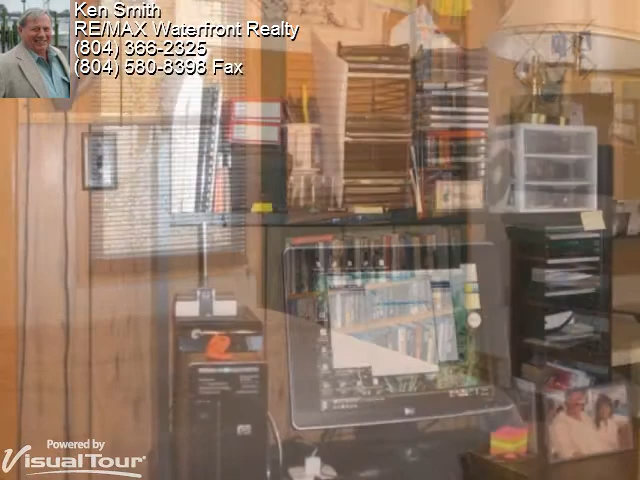 Ken Smith
RE/MAX Waterfront Realty
(804) 366-2325
(804) 580-8398 Fax
Powered by
VISUALTOUR